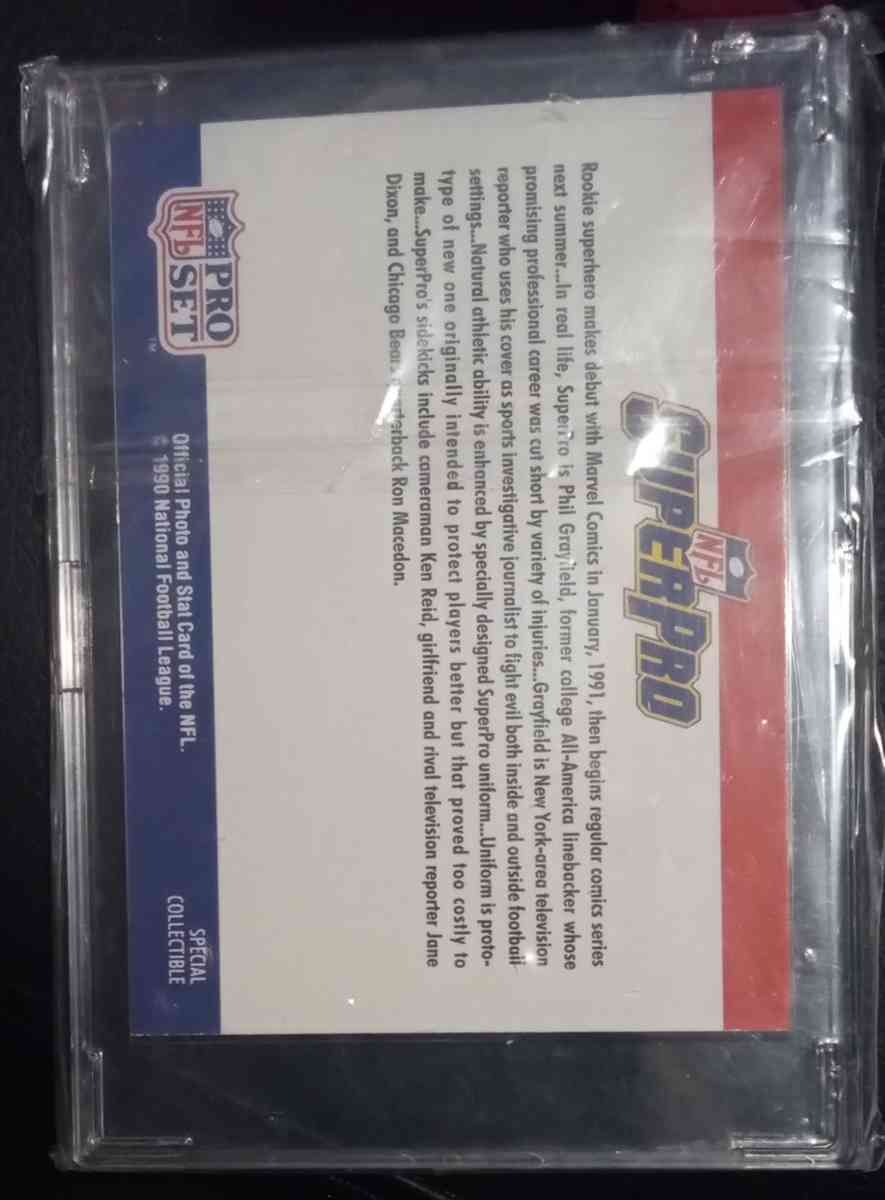 NFL
SUPERPRO
Rookie superhero makes debut with Marvel Comics in January, 1991, then begins regular comics series
next summer...In real life, SuperPro is Phil Grayfield, former college All-America linebacker whose
promising professional career was cut short by variety of injuries...Grayfield is New York-area television
reporter who uses his cover as sports investigative journalist to fight evil both inside and outside football
settings...Natural athletic ability is enhanced by specially designed SuperPro uniform...Uniform is proto-
type of new one originally intended to protect players better but that proved too costly to
make...SuperPro's sidekicks include cameraman Ken Reid, girlfriend and rival television reporter Jane
Dixon, and Chicago Bears quarterback Ron Macedon.
NFL PRO SET ™
Official Photo and Stat Card of the NFL.
© 1990 National Football League.
SPECIAL
COLLECTIBLE